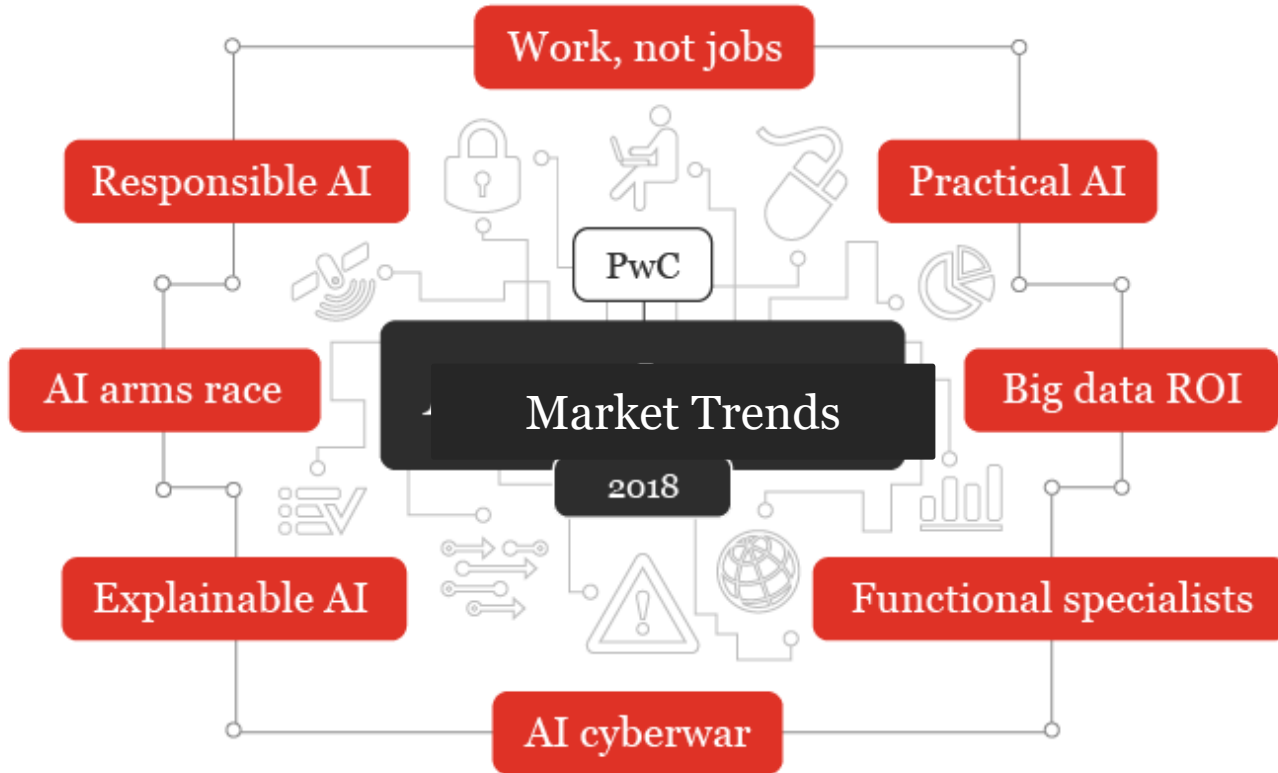 Work, not jobs
Responsible AI
Practical AI
PwC
AI arms race
Market Trends
Big data ROI
2018
Explainable AI
Functional specialists
AI cyberwar